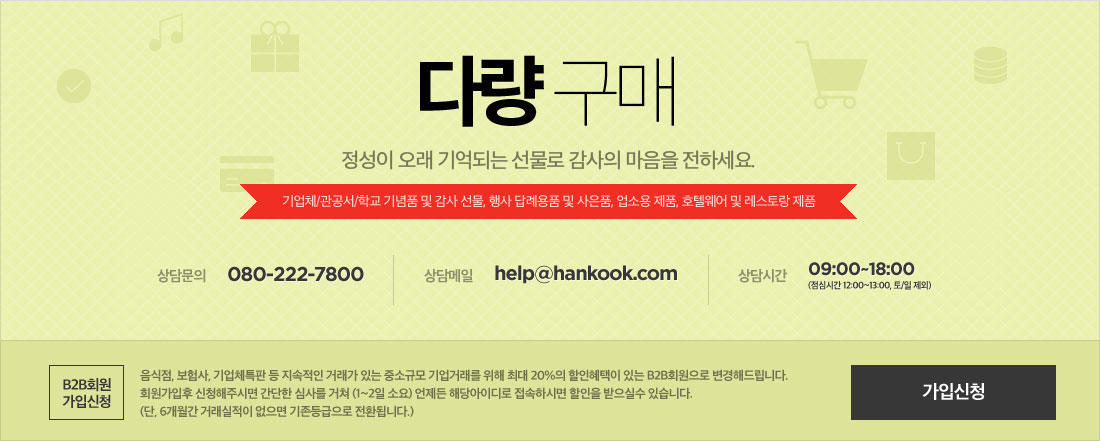 다량 구매
정성이 오래 기억되는 선물로 감사의 마음을 전하세요.
기업체/관공서/학교 기념품 및 감사 선물, 행사 답례용품 및 사은품, 업소용 제품, 호텔웨어 및 레스토랑 제품
상담문의 080-222-7800
상담메일 help@hankook.com
상담시간 09:00~18:00
(점심시간 12:00~13:00, 토/일 제외)
B2B회원
가입신청
음식점, 보험사, 기업체특판 등 지속적인 거래가 있는 중소규모 기업거래를 위해 최대 20%의 할인혜택이 있는 B2B회원으로 변경해드립니다.
회원가입후 신청해주시면 간단한 심사를 거쳐 (1~2일 소요) 언제든 해당아이디로 접속하시면 할인을 받으실수 있습니다.
(단, 6개월간 거래실적이 없으면 기존등급으로 전환됩니다.)
가입신청